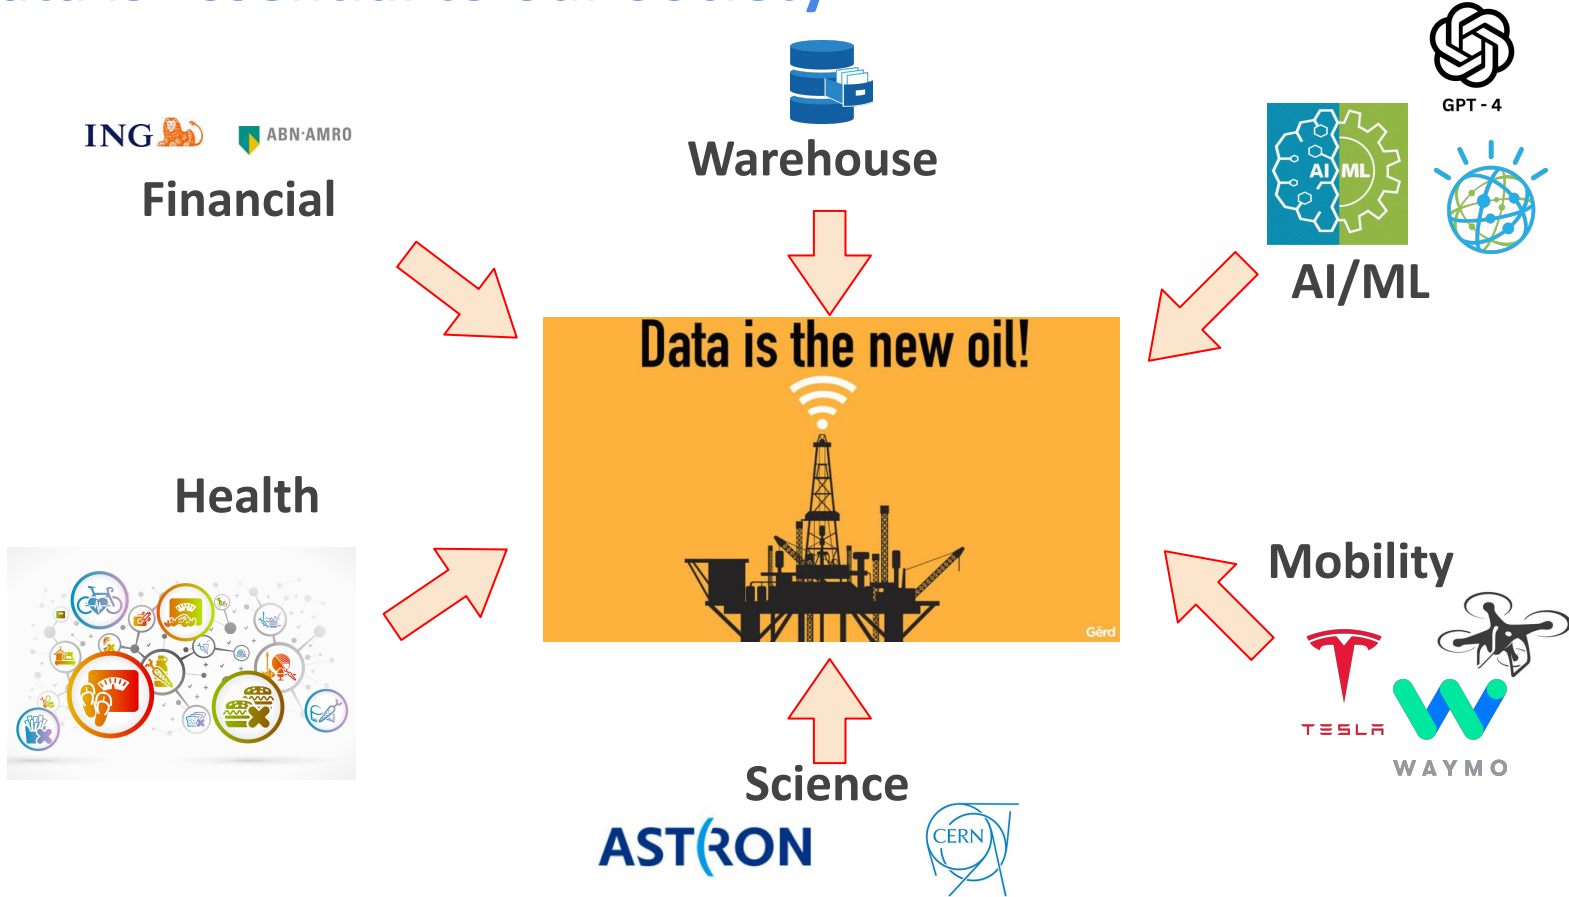 ING
ABN·AMRO
Financial
Warehouse
GPT - 4
AI ML
AI/ML
Data is the new oil!
Gerd
Health
Mobility
TESLA
WAYMO
Science
ASTRON
CERN